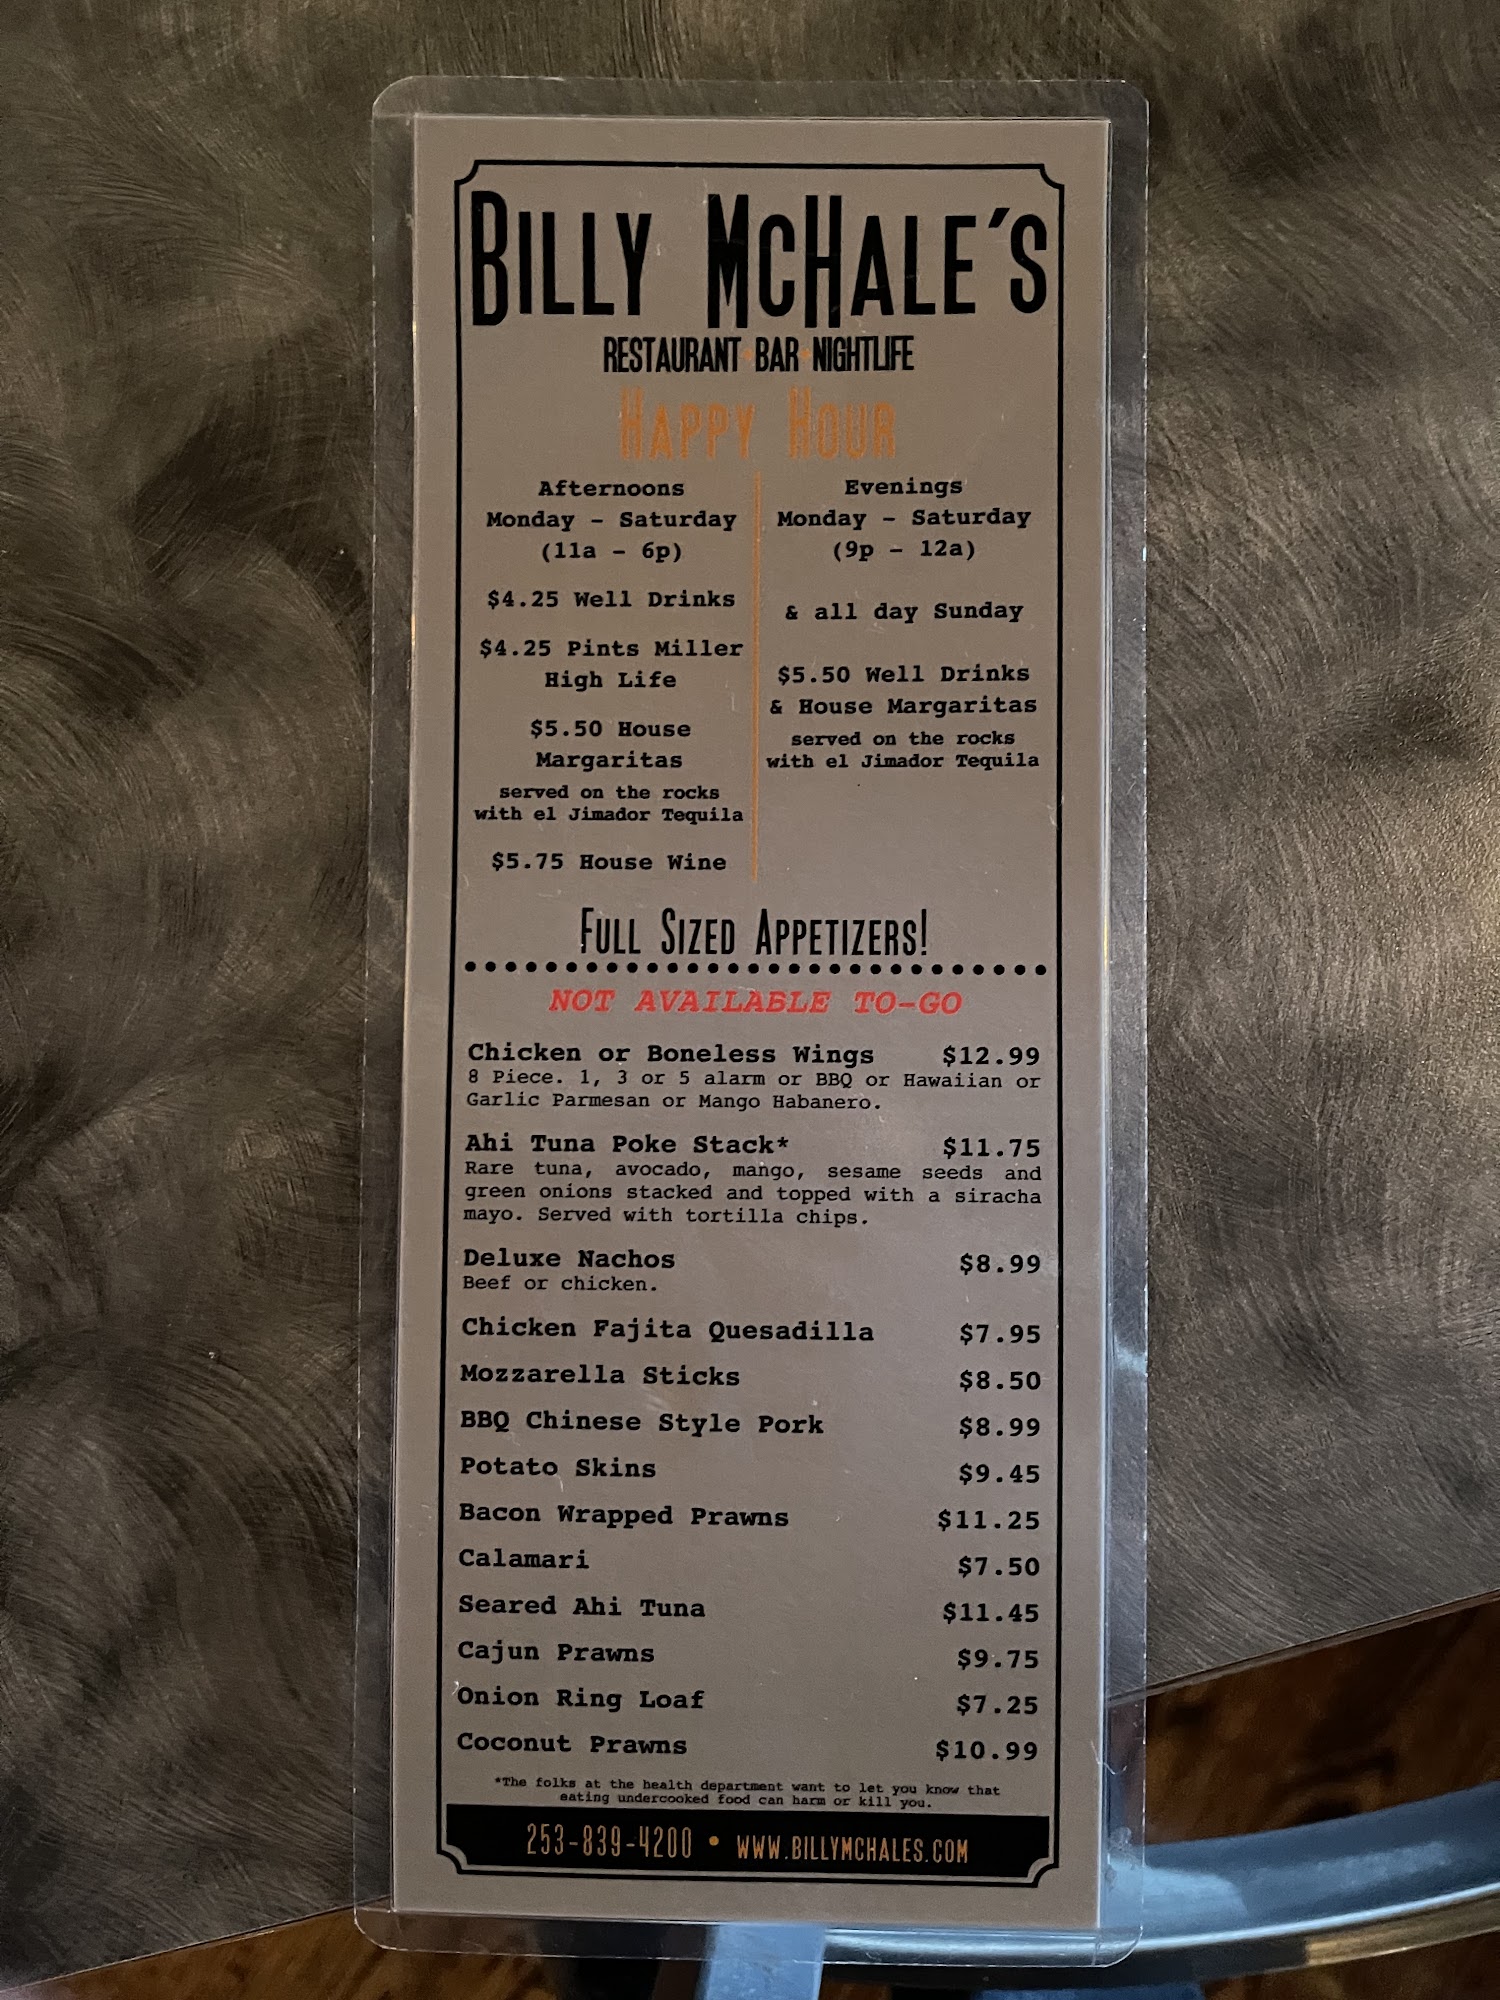 BILLY MCHALE'S
RESTAURANT BAR NIGHTLIFE
HAPPY HOUR
Afternoons
Monday - Saturday
(11a - 6p)
$4.25 Well Drinks
$4.25 Pints Miller
High Life
$5.50 House
Margaritas
served on the rocks
with el Jimador Tequila
$5.75 House Wine
Evenings
Monday - Saturday
(9p - 12a)
& all day Sunday
$5.50 Well Drinks
& House Margaritas
served on the rocks
with el Jimador Tequila
FULL SIZED APPETIZERS!
NOT AVAILABLE TO-GO
Chicken or Boneless Wings $12.99
8 Piece. 1, 3 or 5 alarm or BBQ or Hawaiian or
Garlic Parmesan or Mango Habanero.
Ahi Tuna Poke Stack* $11.75
Rare tuna, avocado, mango, sesame seeds and
green onions stacked and topped with a siracha
mayo. Served with tortilla chips.
Deluxe Nachos $8.99
Beef or chicken.
Chicken Fajita Quesadilla $7.95
Mozzarella Sticks $8.50
BBQ Chinese Style Pork $8.99
Potato Skins $9.45
Bacon Wrapped Prawns $11.25
Calamari $7.50
Seared Ahi Tuna $11.45
Cajun Prawns $9.75
Onion Ring Loaf $7.25
Coconut Prawns $10.99
*The folks at the health department want to let you know that
eating undercooked food can harm or kill you.
253-839-4200 • WWW.BILLYMCHALES.COM